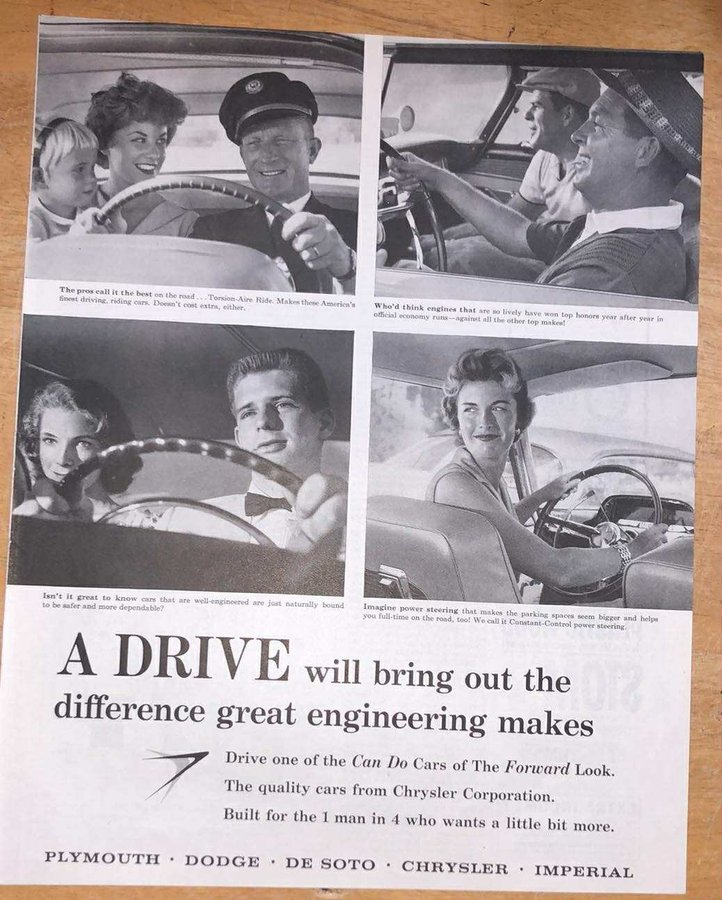 The pros call it the best on the road . . . Torsion-Aire Ride. Makes these America's
finest driving, riding cars. Doesn't cost extra, either.
Who'd think engines that are so lively have won top honors year after year in
official economy runs—against all the other top makes!
Isn't it great to know cars that are well-engineered are just naturally bound
to be safer and more dependable?
Imagine power steering that makes the parking spaces seem bigger and helps
you full-time on the road, too! We call it Constant-Control power steering.
A DRIVE will bring out the
difference great engineering makes
Drive one of the Can Do Cars of The Forward Look.
The quality cars from Chrysler Corporation.
Built for the 1 man in 4 who wants a little bit more.
PLYMOUTH · DODGE · DE SOTO · CHRYSLER · IMPERIAL